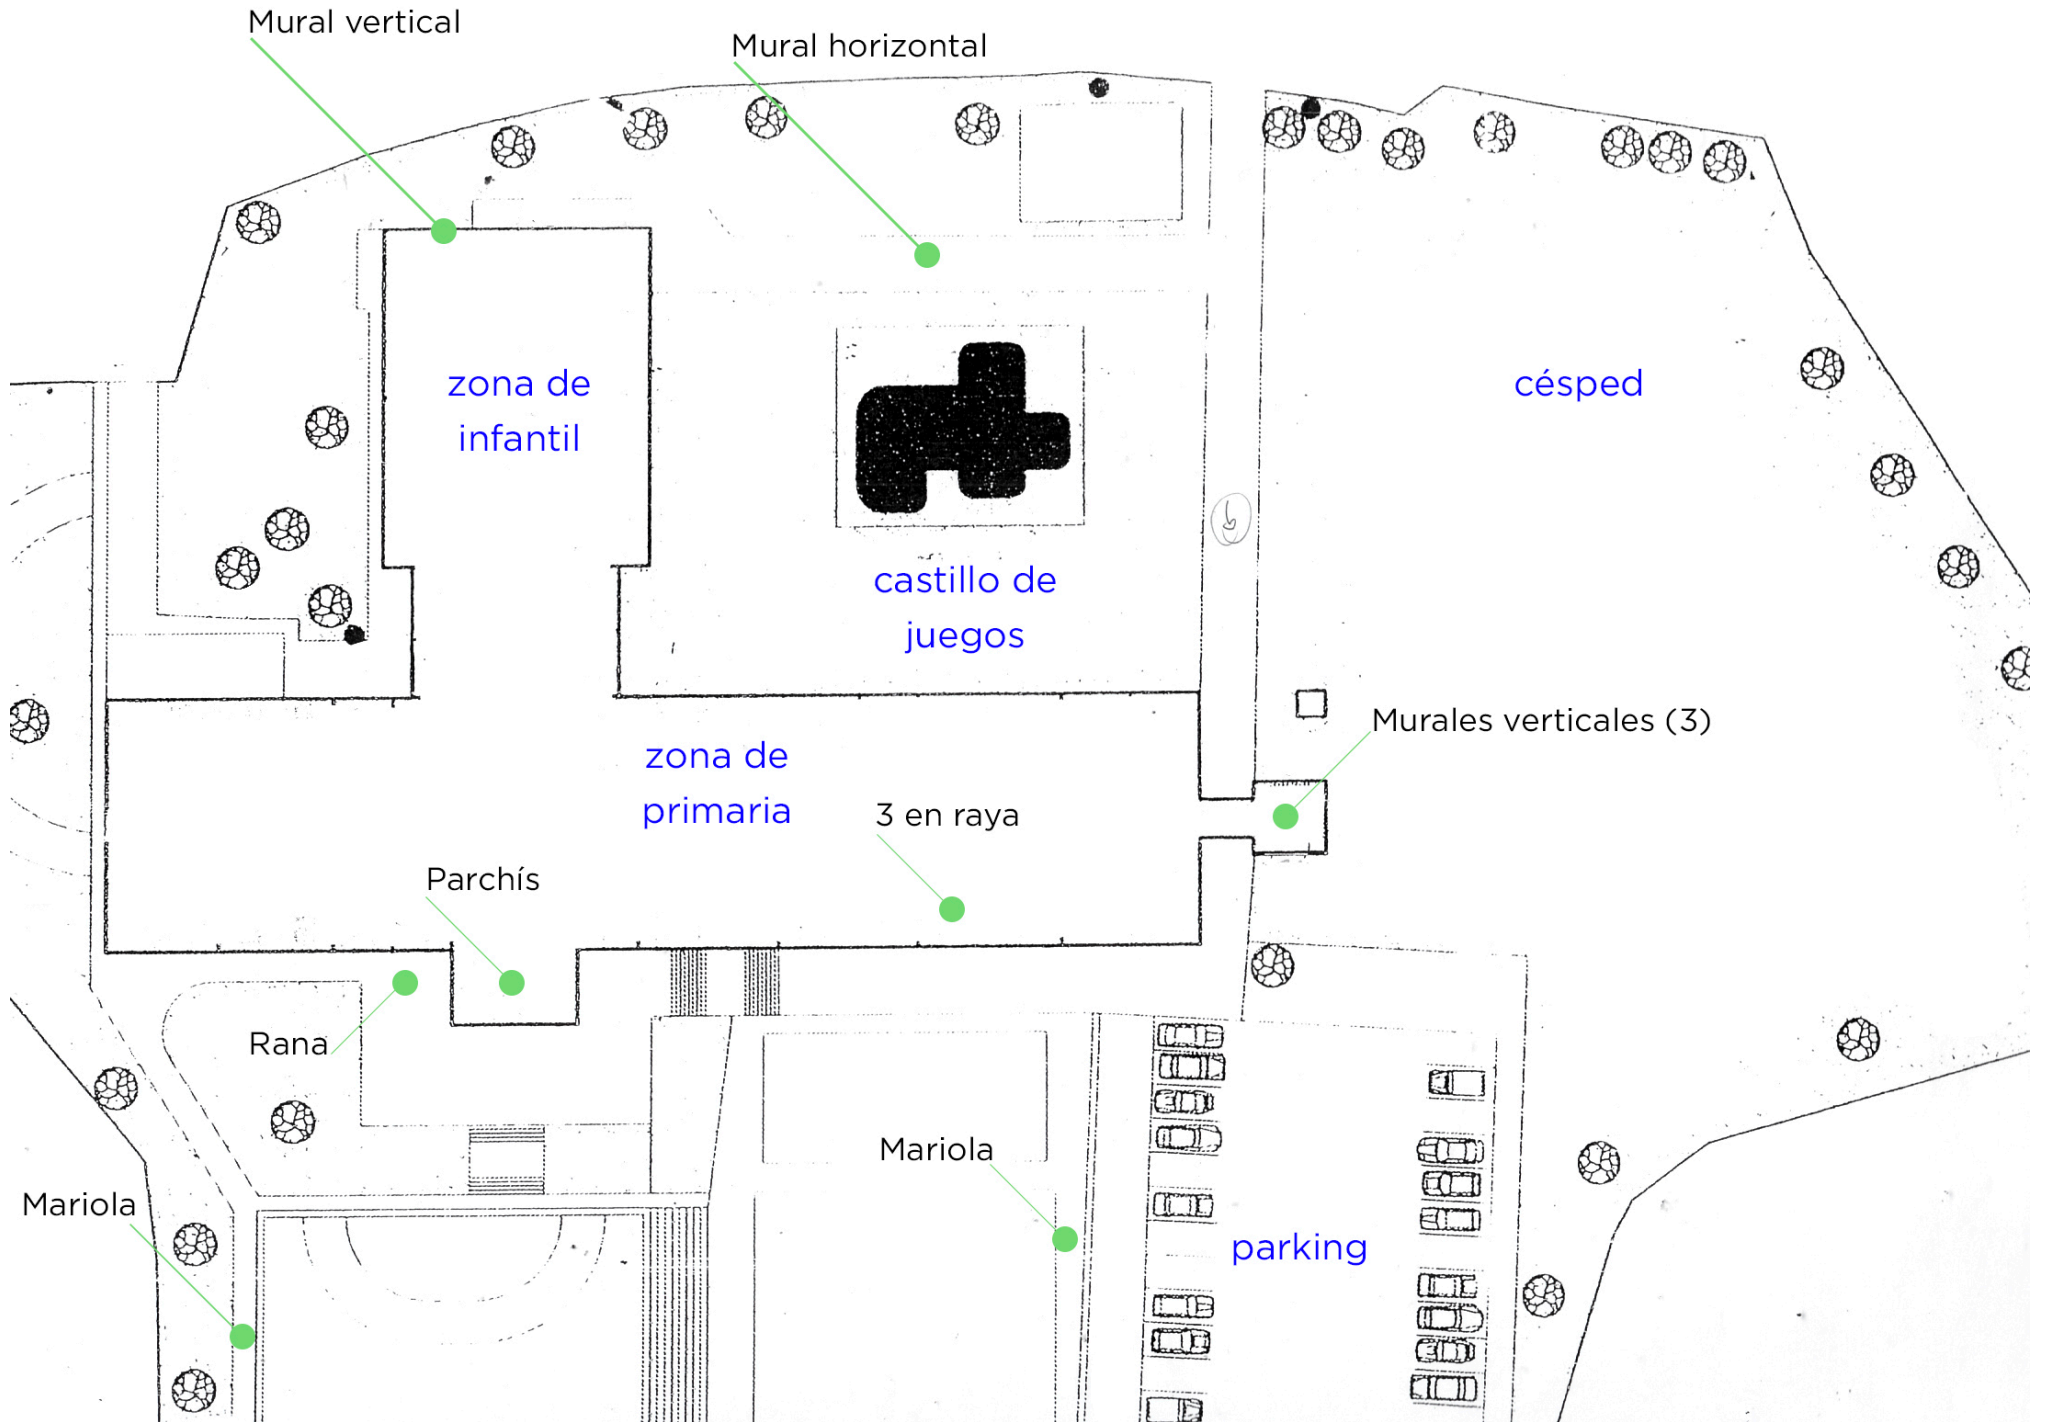 Mural vertical
Mural horizontal
zona de
infantil
césped
castillo de
juegos
Murales verticales (3)
zona de
primaria
3 en raya
Parchís
Rana
Mariola
Mariola
parking